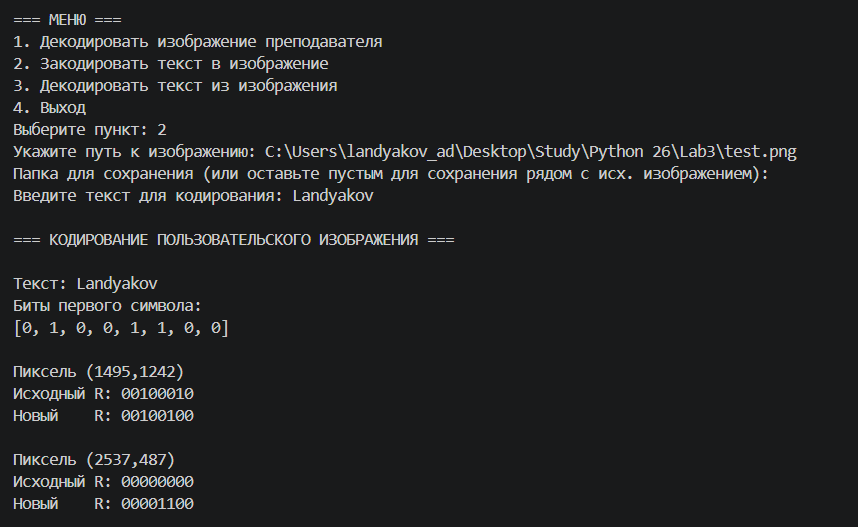 === МЕНЮ ===
1. Декодировать изображение преподавателя
2. Закодировать текст в изображение
3. Декодировать текст из изображения
4. Выход
Выберите пункт: 2
Укажите путь к изображению: C:\Users\landyakov_ad\Desktop\Study\Python 26\Lab3\test.png
Папка для сохранения (или оставьте пустым для сохранения рядом с исх. изображением):
Введите текст для кодирования: Landyakov
=== КОДИРОВАНИЕ ПОЛЬЗОВАТЕЛЬСКОГО ИЗОБРАЖЕНИЯ ===
Текст: Landyakov
Биты первого символа:
[0, 1, 0, 0, 1, 1, 0, 0]
Пиксель (1495,1242)
Исходный R: 00100010
Новый    R: 00100100
Пиксель (2537,487)
Исходный R: 00000000
Новый    R: 00001100